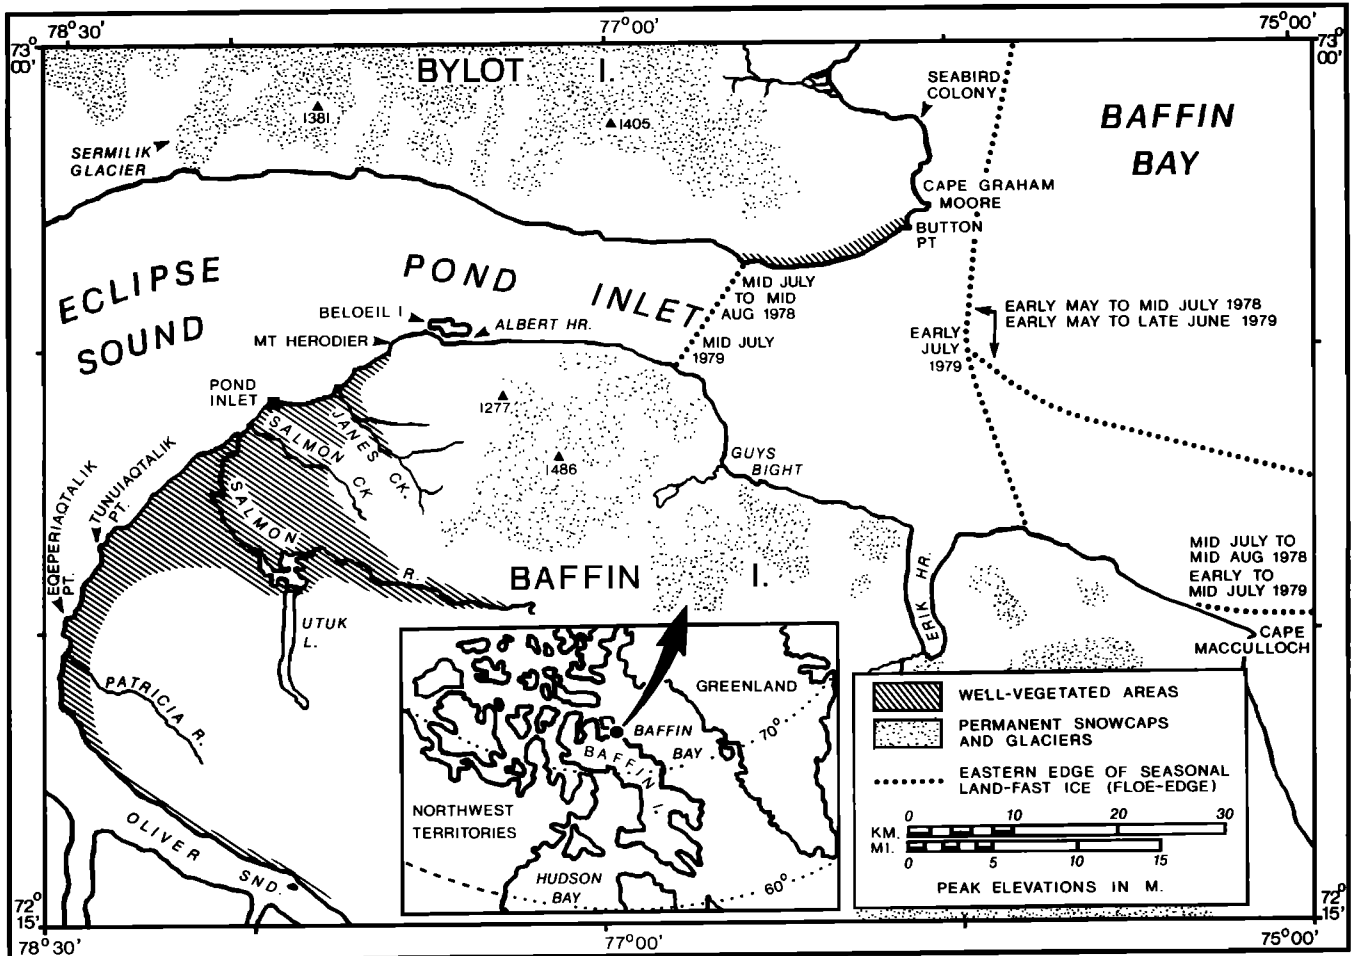 78°30'
77°00'
75°00'
73°
00'
73°
00'
BYLOT I.
1381
1405
SEABIRD
COLONY
BAFFIN
BAY
SERMILIK
GLACIER
CAPE GRAHAM
MOORE
BUTTON
PT
ECLIPSE
SOUND
POND INLET
MID JULY
TO MID
AUG 1978
MID JULY
1979
BELOEIL I
ALBERT HR.
MT HERODIER
EARLY MAY TO MID JULY 1978
EARLY MAY TO LATE JUNE 1979
EARLY
JULY
1979
POND
INLET
1277
1486
JANES CK.
SALMON CK
SALMON R.
GUYS
BIGHT
EQEPERIAQTALIK
PT.
TUNUIAQTALIK
PT
BAFFIN I.
ERIK HR.
MID JULY TO
MID AUG 1978
EARLY TO
MID JULY 1979
CAPE
MACCULLOCH
UTUK
L.
PATRICIA R.
OLIVER
SND.
GREENLAND
BAFFIN
BAY
70°
BAFFIN I.
NORTHWEST
TERRITORIES
HUDSON
BAY
60°
WELL-VEGETATED AREAS
PERMANENT SNOWCAPS
AND GLACIERS
EASTERN EDGE OF SEASONAL
LAND-FAST ICE (FLOE-EDGE)
0 10 20 30
KM.
MI.
0 5 10 15
PEAK ELEVATIONS IN M.
72°
15'
72°
15'
78°30'
77°00'
75°00'